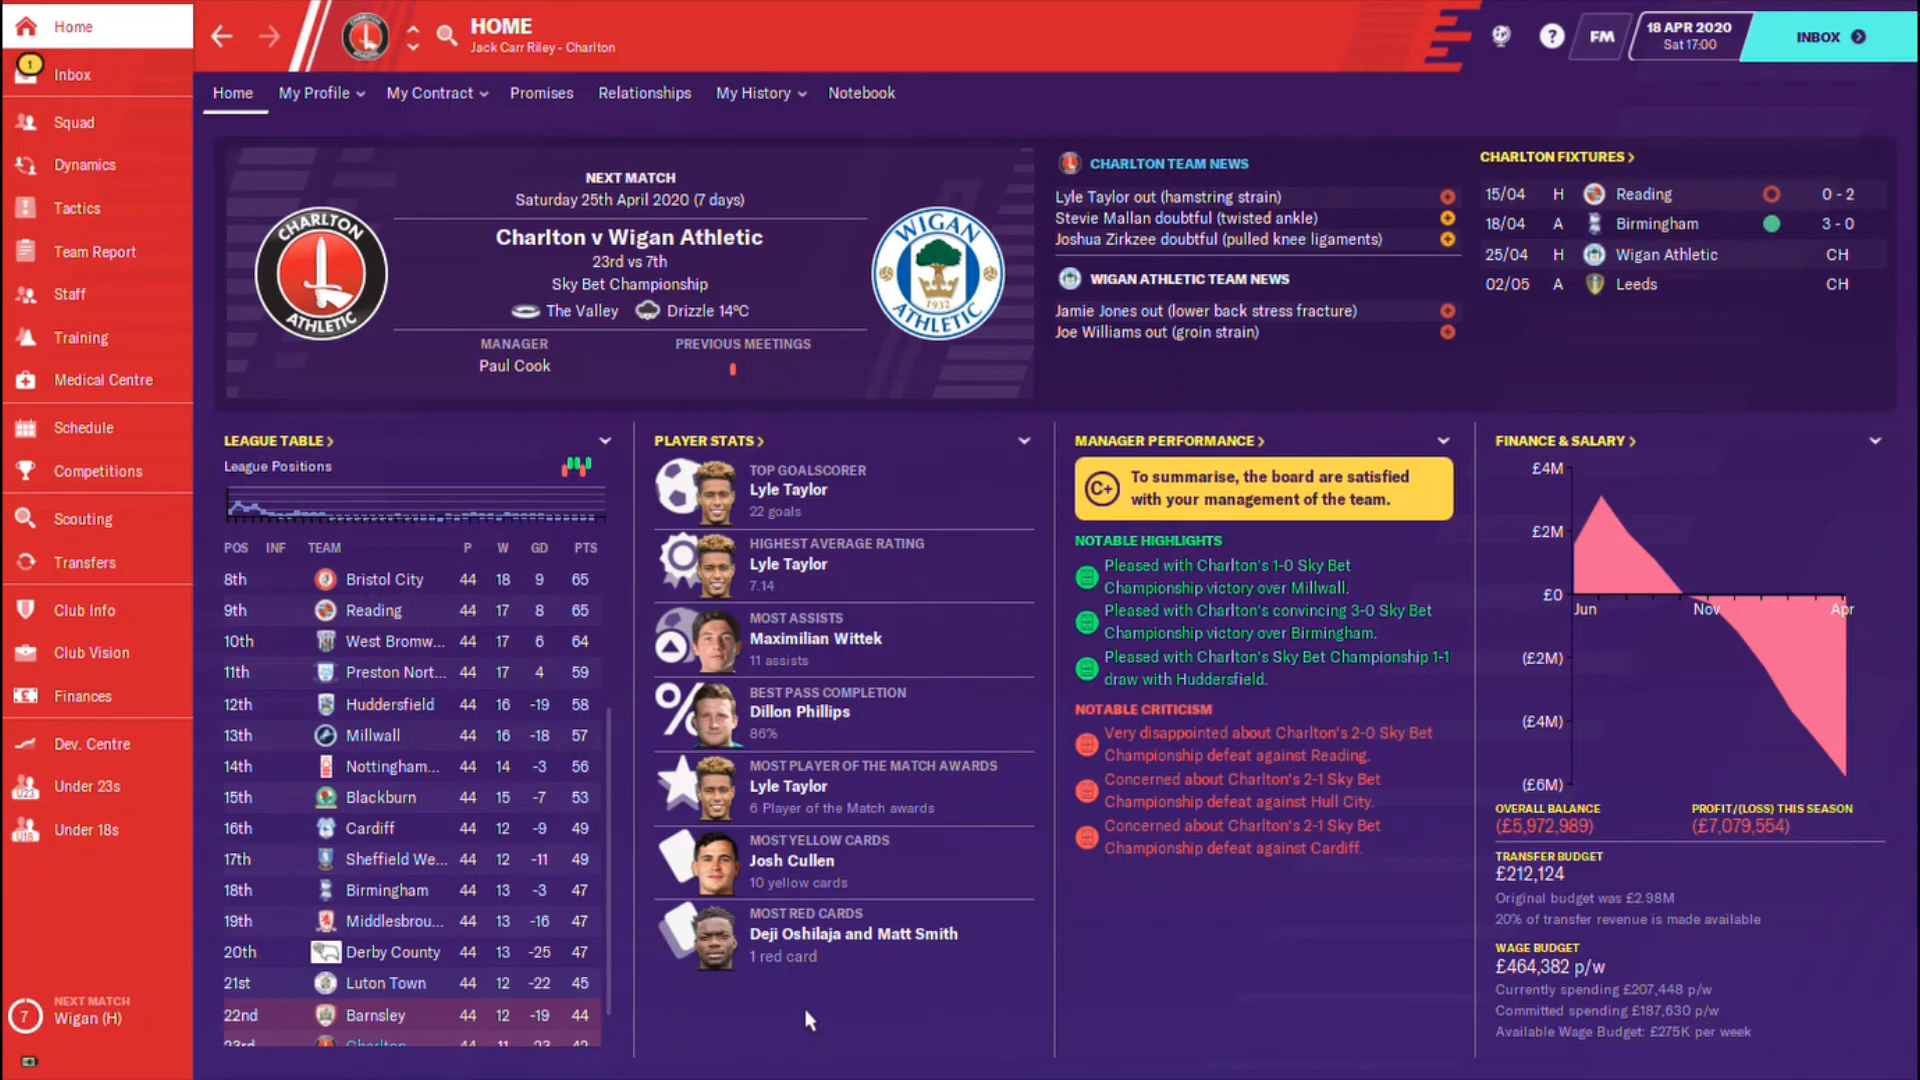 Home
1
Inbox
Squad
Dynamics
Tactics
Team Report
Staff
Training
Medical Centre
Schedule
Competitions
Scouting
Transfers
Club Info
Club Vision
Finances
Dev. Centre
U23
Under 23s
U18
Under 18s
7
NEXT MATCH
Wigan (H)
HOME
Jack Carr Riley - Charlton
?
FM
18 APR 2020
Sat 17:00
INBOX
Home
My Profile
My Contract
Promises
Relationships
My History
Notebook
CHARLTON
ATHLETIC
NEXT MATCH
Saturday 25th April 2020 (7 days)
Charlton v Wigan Athletic
23rd vs 7th
Sky Bet Championship
The Valley
Drizzle 14ºC
MANAGER
Paul Cook
PREVIOUS MEETINGS
WIGAN
1932
ATHLETIC
CHARLTON TEAM NEWS
Lyle Taylor out (hamstring strain)
Stevie Mallan doubtful (twisted ankle)
Joshua Zirkzee doubtful (pulled knee ligaments)
WIGAN ATHLETIC TEAM NEWS
Jamie Jones out (lower back stress fracture)
Joe Williams out (groin strain)
CHARLTON FIXTURES >
15/04 H Reading 0 - 2
18/04 A Birmingham 3 - 0
25/04 H Wigan Athletic CH
02/05 A Leeds CH
LEAGUE TABLE >
League Positions
POS INF TEAM P W GD PTS
8th Bristol City 44 18 9 65
9th Reading 44 17 8 65
10th West Bromw... 44 17 6 64
11th Preston Nort... 44 17 4 59
12th Huddersfield 44 16 -19 58
13th Millwall 44 16 -18 57
14th Nottingham... 44 14 -3 56
15th Blackburn 44 15 -7 53
16th Cardiff 44 12 -9 49
17th Sheffield We... 44 12 -11 49
18th Birmingham 44 13 -3 47
19th Middlesbrou... 44 13 -16 47
20th Derby County 44 13 -25 47
21st Luton Town 44 12 -22 45
22nd Barnsley 44 12 -19 44
23rd Charlton 44 11
PLAYER STATS >
TOP GOALSCORER
Lyle Taylor
22 goals
HIGHEST AVERAGE RATING
Lyle Taylor
7.14
MOST ASSISTS
Maximilian Wittek
11 assists
%
BEST PASS COMPLETION
Dillon Phillips
86%
MOST PLAYER OF THE MATCH AWARDS
Lyle Taylor
6 Player of the Match awards
MOST YELLOW CARDS
Josh Cullen
10 yellow cards
MOST RED CARDS
Deji Oshilaja and Matt Smith
1 red card
MANAGER PERFORMANCE >
C+
To summarise, the board are satisfied
with your management of the team.
NOTABLE HIGHLIGHTS
Pleased with Charlton's 1-0 Sky Bet
Championship victory over Millwall.
Pleased with Charlton's convincing 3-0 Sky Bet
Championship victory over Birmingham.
Pleased with Charlton's Sky Bet Championship 1-1
draw with Huddersfield.
NOTABLE CRITICISM
Very disappointed about Charlton's 2-0 Sky Bet
Championship defeat against Reading.
Concerned about Charlton's 2-1 Sky Bet
Championship defeat against Hull City.
Concerned about Charlton's 2-1 Sky Bet
Championship defeat against Cardiff.
FINANCE & SALARY >
£4M
£2M
£0
Jun Nov Apr
(£2M)
(£4M)
(£6M)
OVERALL BALANCE
(£5,972,989)
PROFIT/(LOSS) THIS SEASON
(£7,079,554)
TRANSFER BUDGET
£212,124
Original budget was £2.98M
20% of transfer revenue is made available
WAGE BUDGET
£464,382 p/w
Currently spending £207,448 p/w
Committed spending £187,630 p/w
Available Wage Budget: £275K per week